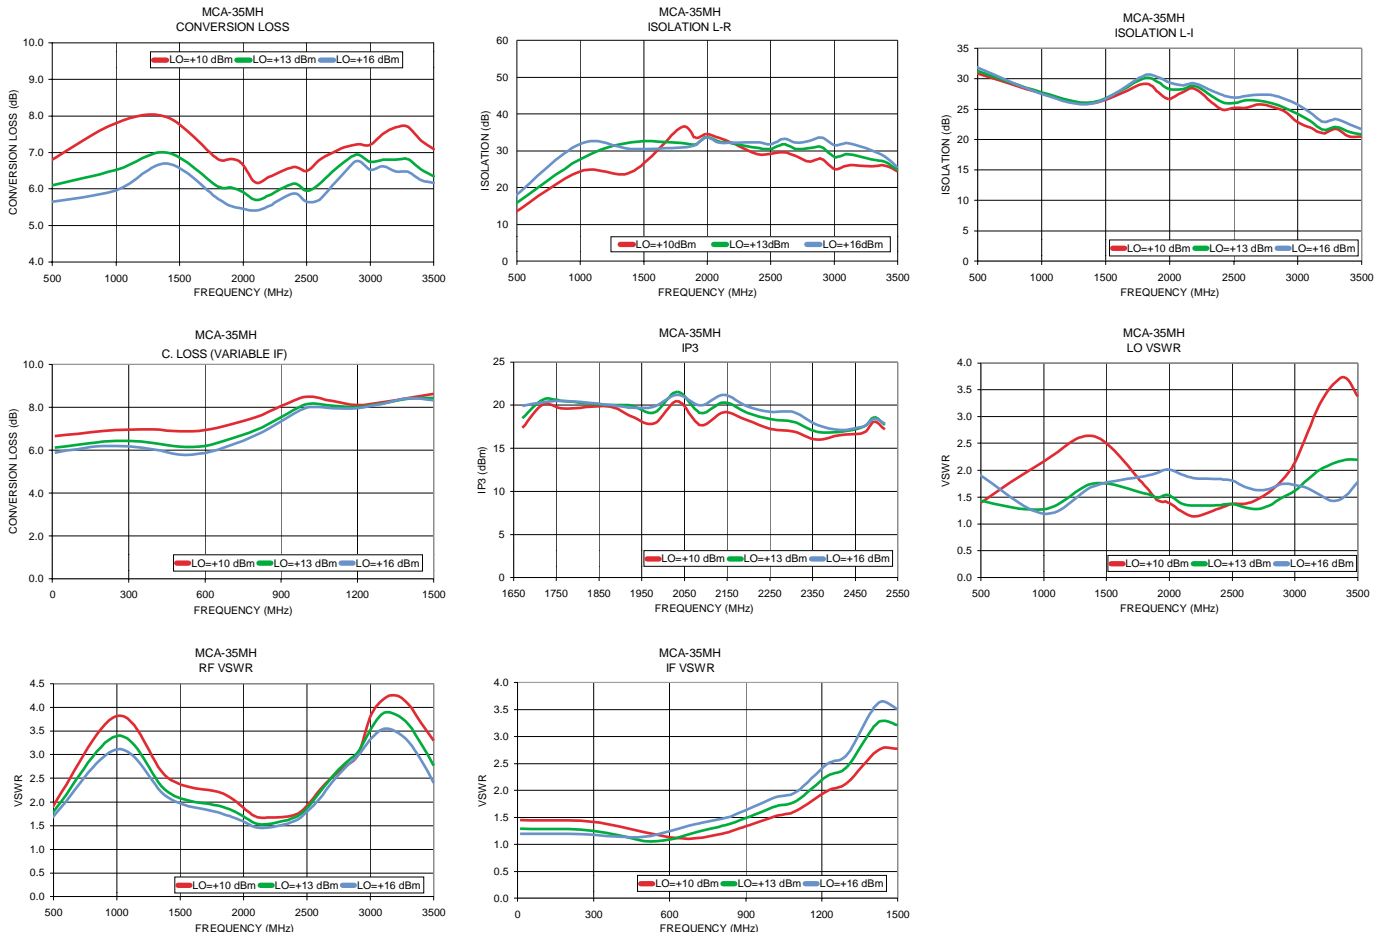 MCA-35MH
CONVERSION LOSS
CONVERSION LOSS (dB)
10.0
9.0
8.0
7.0
6.0
5.0
4.0
LO=+10 dBm LO=+13 dBm LO=+16 dBm
500 1000 1500 2000 2500 3000 3500
FREQUENCY (MHz)
MCA-35MH
ISOLATION L-R
ISOLATION (dB)
60
50
40
30
20
10
0
LO=+10dBm LO=+13dBm LO=+16dBm
500 1000 1500 2000 2500 3000 3500
FREQUENCY (MHz)
MCA-35MH
ISOLATION L-I
ISOLATION (dB)
35
30
25
20
15
10
5
0
LO=+10 dBm LO=+13 dBm LO=+16 dBm
500 1000 1500 2000 2500 3000 3500
FREQUENCY (MHz)
MCA-35MH
C. LOSS (VARIABLE IF)
CONVERSION LOSS (dB)
10.0
8.0
6.0
4.0
2.0
0.0
LO=+10 dBm LO=+13 dBm LO=+16 dBm
0 300 600 900 1200 1500
FREQUENCY (MHz)
MCA-35MH
IP3
IP3 (dBm)
25
20
15
10
5
0
LO=+10 dBm LO=+13 dBm LO=+16 dBm
1650 1750 1850 1950 2050 2150 2250 2350 2450 2550
FREQUENCY (MHz)
MCA-35MH
LO VSWR
VSWR
4.0
3.5
3.0
2.5
2.0
1.5
1.0
0.5
0.0
LO=+10 dBm LO=+13 dBm LO=+16 dBm
500 1000 1500 2000 2500 3000 3500
FREQUENCY (MHz)
MCA-35MH
RF VSWR
VSWR
4.5
4.0
3.5
3.0
2.5
2.0
1.5
1.0
0.5
0.0
LO=+10 dBm LO=+13 dBm LO=+16 dBm
500 1000 1500 2000 2500 3000 3500
FREQUENCY (MHz)
MCA-35MH
IF VSWR
VSWR
4.0
3.5
3.0
2.5
2.0
1.5
1.0
0.5
0.0
LO=+10 dBm LO=+13 dBm LO=+16 dBm
0 300 600 900 1200 1500
FREQUENCY (MHz)